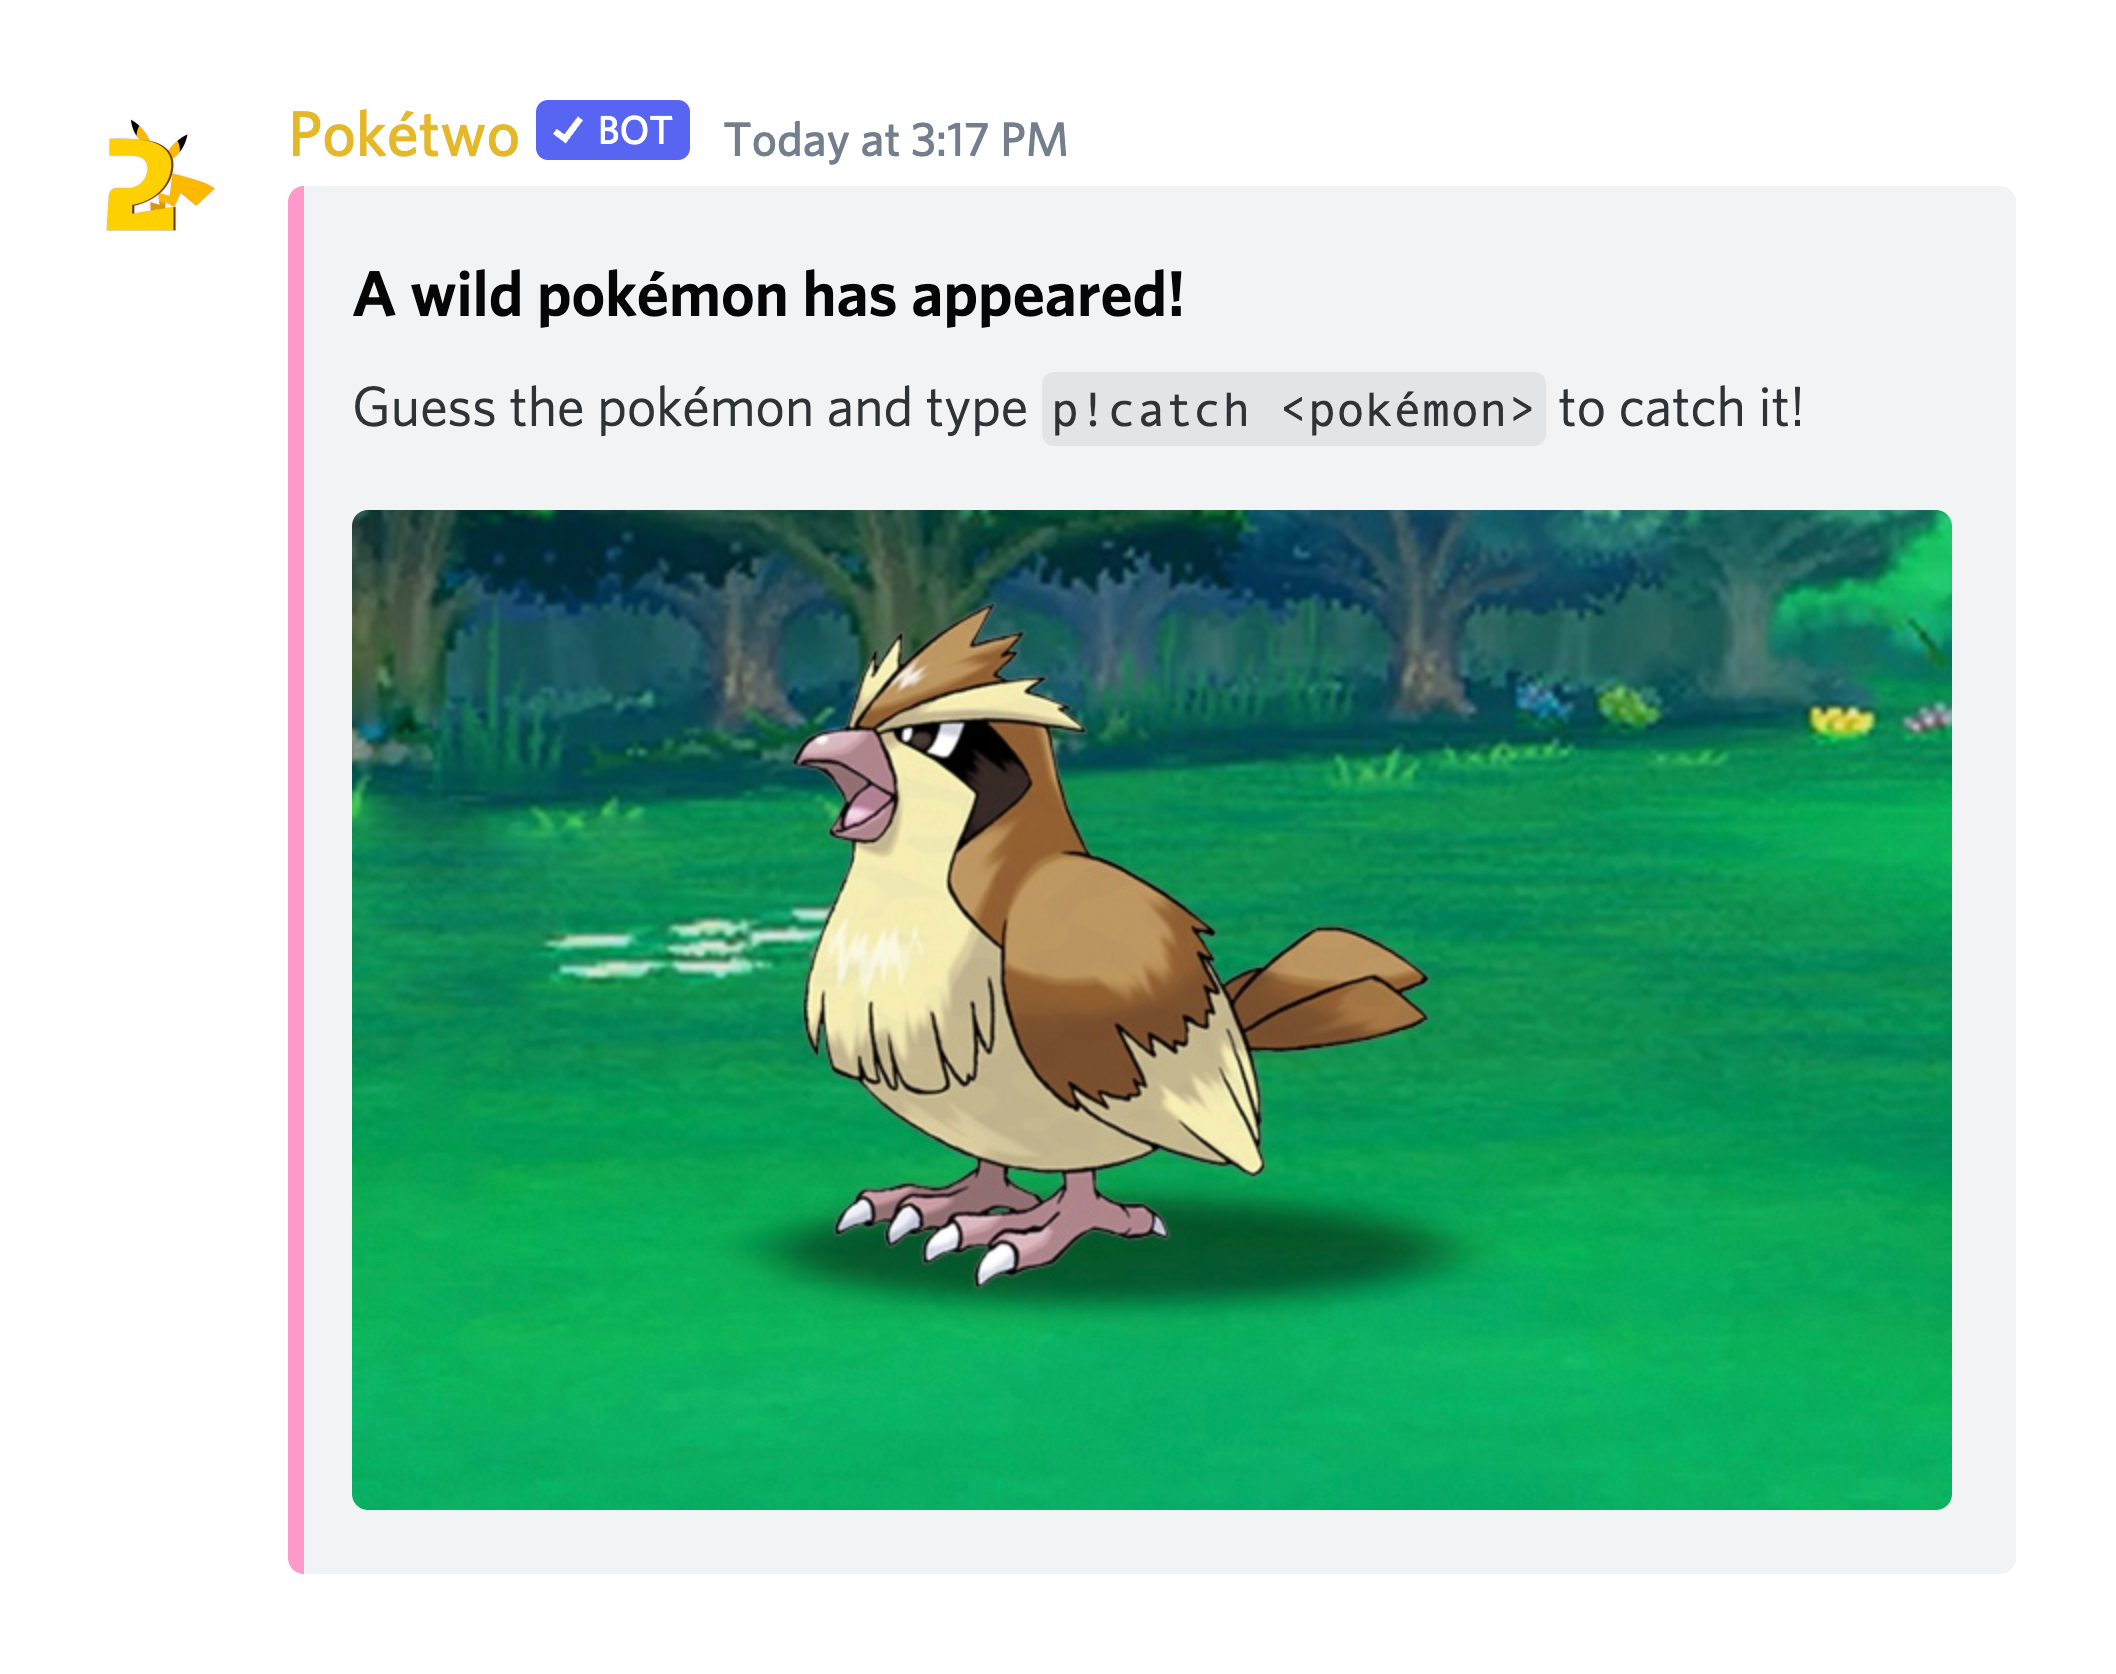 Pokétwo ✓ BOT Today at 3:17 PM
A wild pokémon has appeared!
Guess the pokémon and type p!catch <pokémon> to catch it!